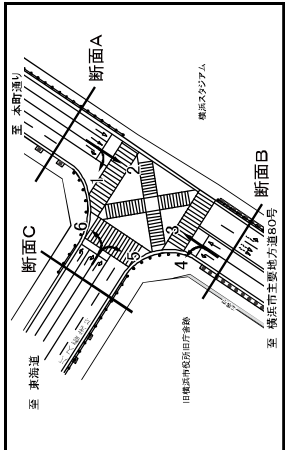 至 本町通り
断面A
横浜スタジアム
断面C
断面B
1
2
3
4
5
6
至 東海道
旧横浜市役所旧庁舎跡
至 横浜市主要地方道80号